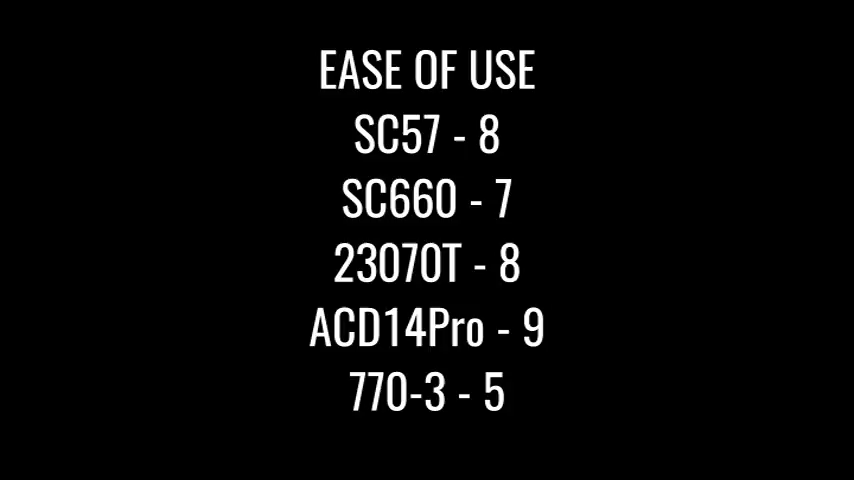 EASE OF USE
SC57 - 8
SC660 - 7
23070T - 8
ACD14Pro - 9
770-3 - 5